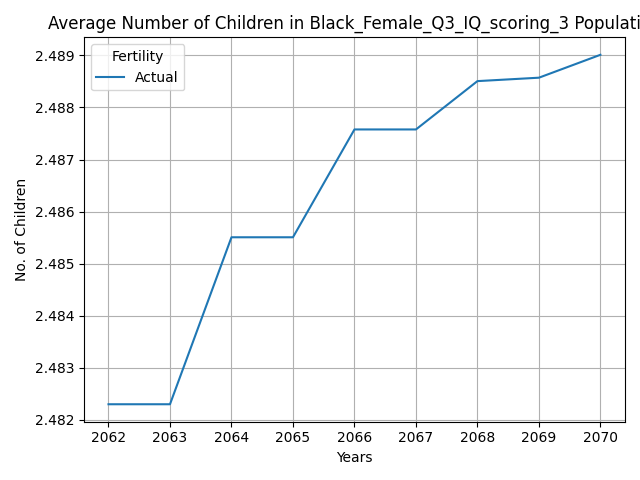 Average Number of Children in Black_Female_Q3_IQ_scoring_3 Populati
Fertility
Actual
No. of Children
2.489
2.488
2.487
2.486
2.485
2.484
2.483
2.482
2062 2063 2064 2065 2066 2067 2068 2069 2070
Years